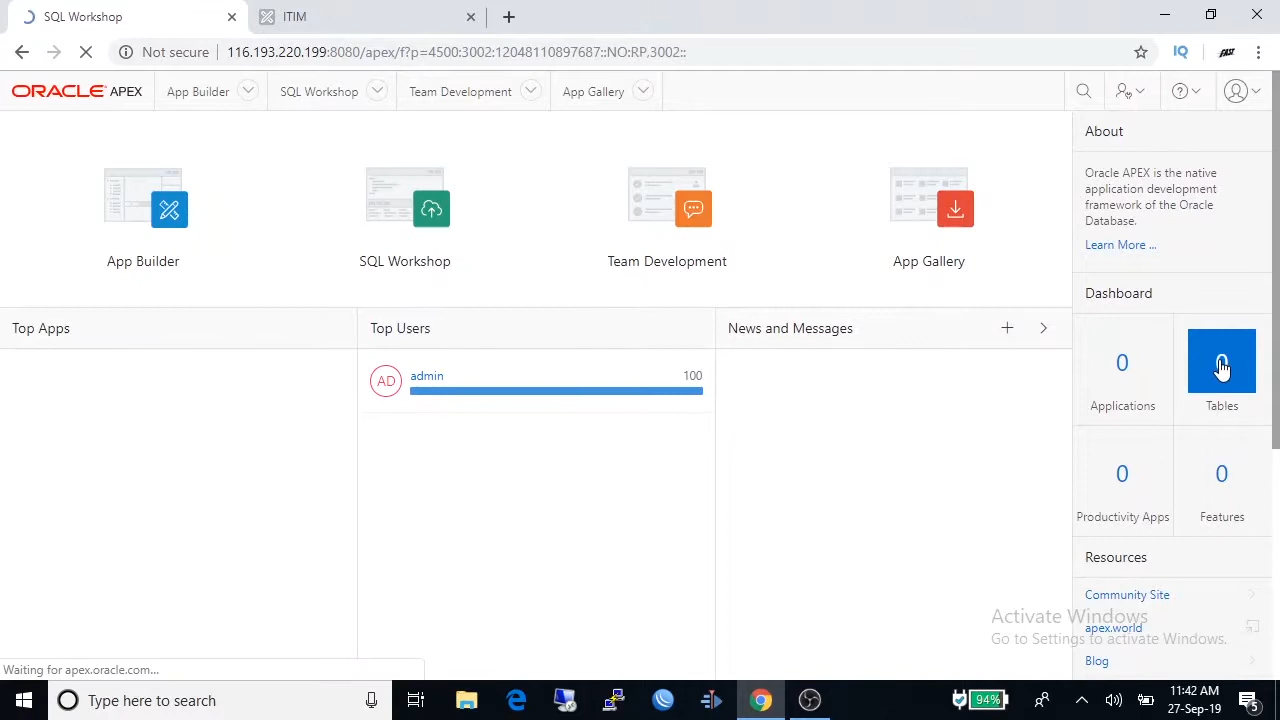 SQL Workshop
ITIM
Not secure
116.193.220.199:8080/apex/f?p=4500:3002:12048110897687::NO:RP,3002::
IQ
FAST
ORACLE APEX
App Builder
SQL Workshop
Team Development
App Gallery
App Builder
SQL Workshop
Team Development
App Gallery
About
Oracle APEX is the native
application development
framework of the Oracle
Database.
Learn More ...
Dashboard
0
Applications
0
Tables
0
Productivity Apps
0
Features
Resources
Community Site
apex.world
Blog
Top Apps
Top Users
AD
admin
100
News and Messages
Activate Windows
Go to Settings to activate Windows.
Waiting for apex.oracle.com...
Type here to search
94%
11:42 AM
27-Sep-19
5